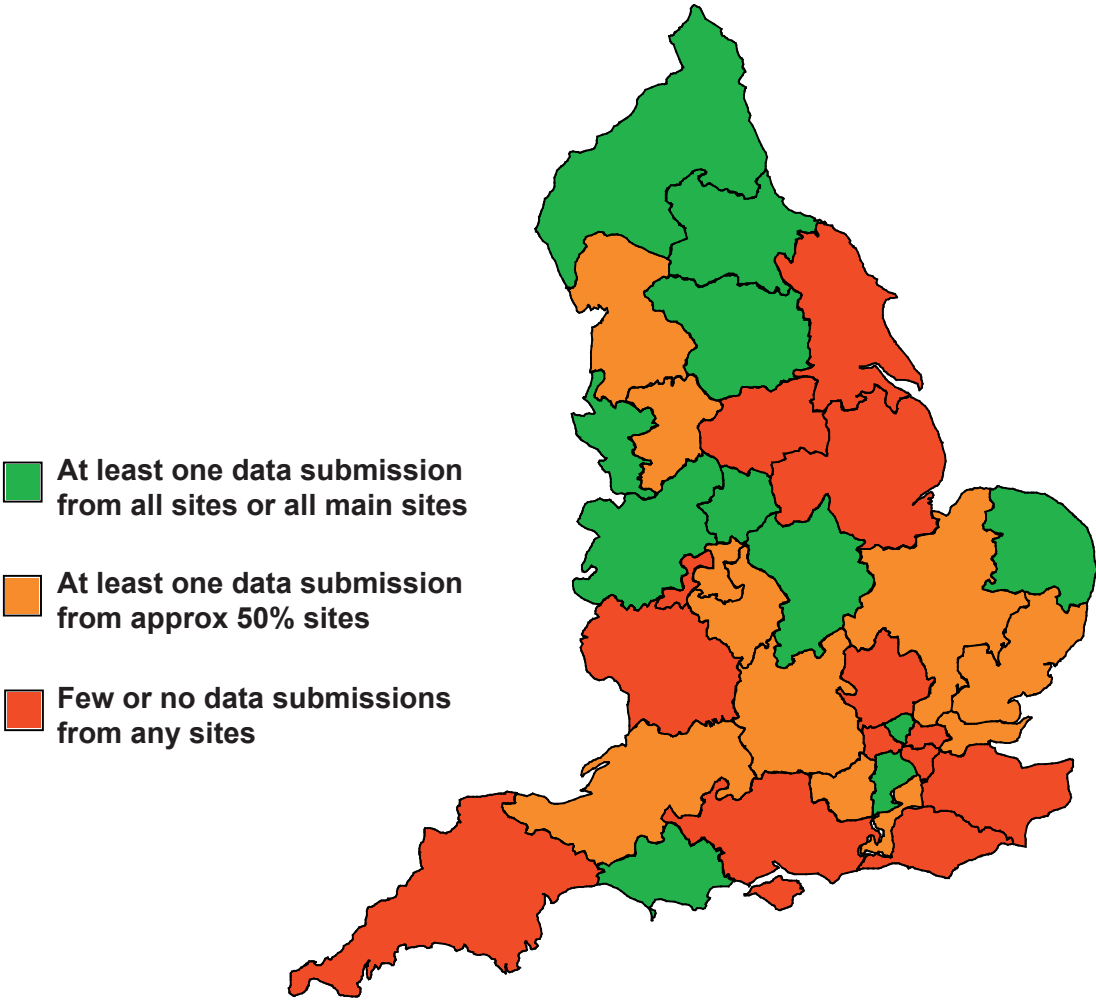 At least one data submission
from all sites or all main sites
At least one data submission
from approx 50% sites
Few or no data submissions
from any sites